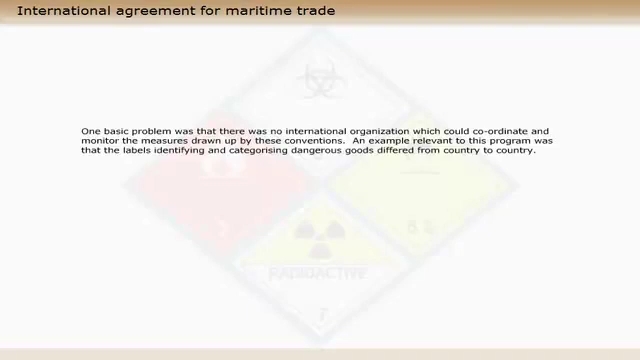 International agreement for maritime trade
One basic problem was that there was no international organization which could co-ordinate and
monitor the measures drawn up by these conventions.  An example relevant to this program was
that the labels identifying and categorising dangerous goods differed from country to country.
RADIOACTIVE
7